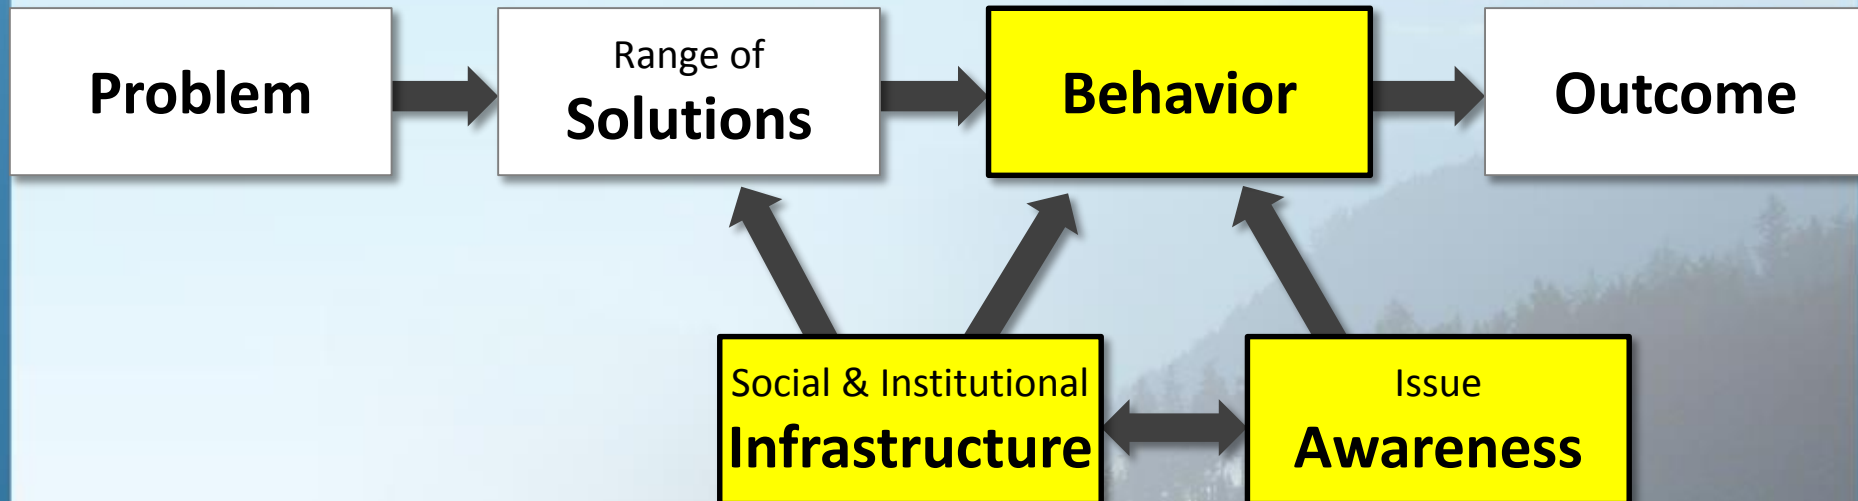 Problem
Range of
Solutions
Behavior
Outcome
Social & Institutional
Infrastructure
Issue
Awareness